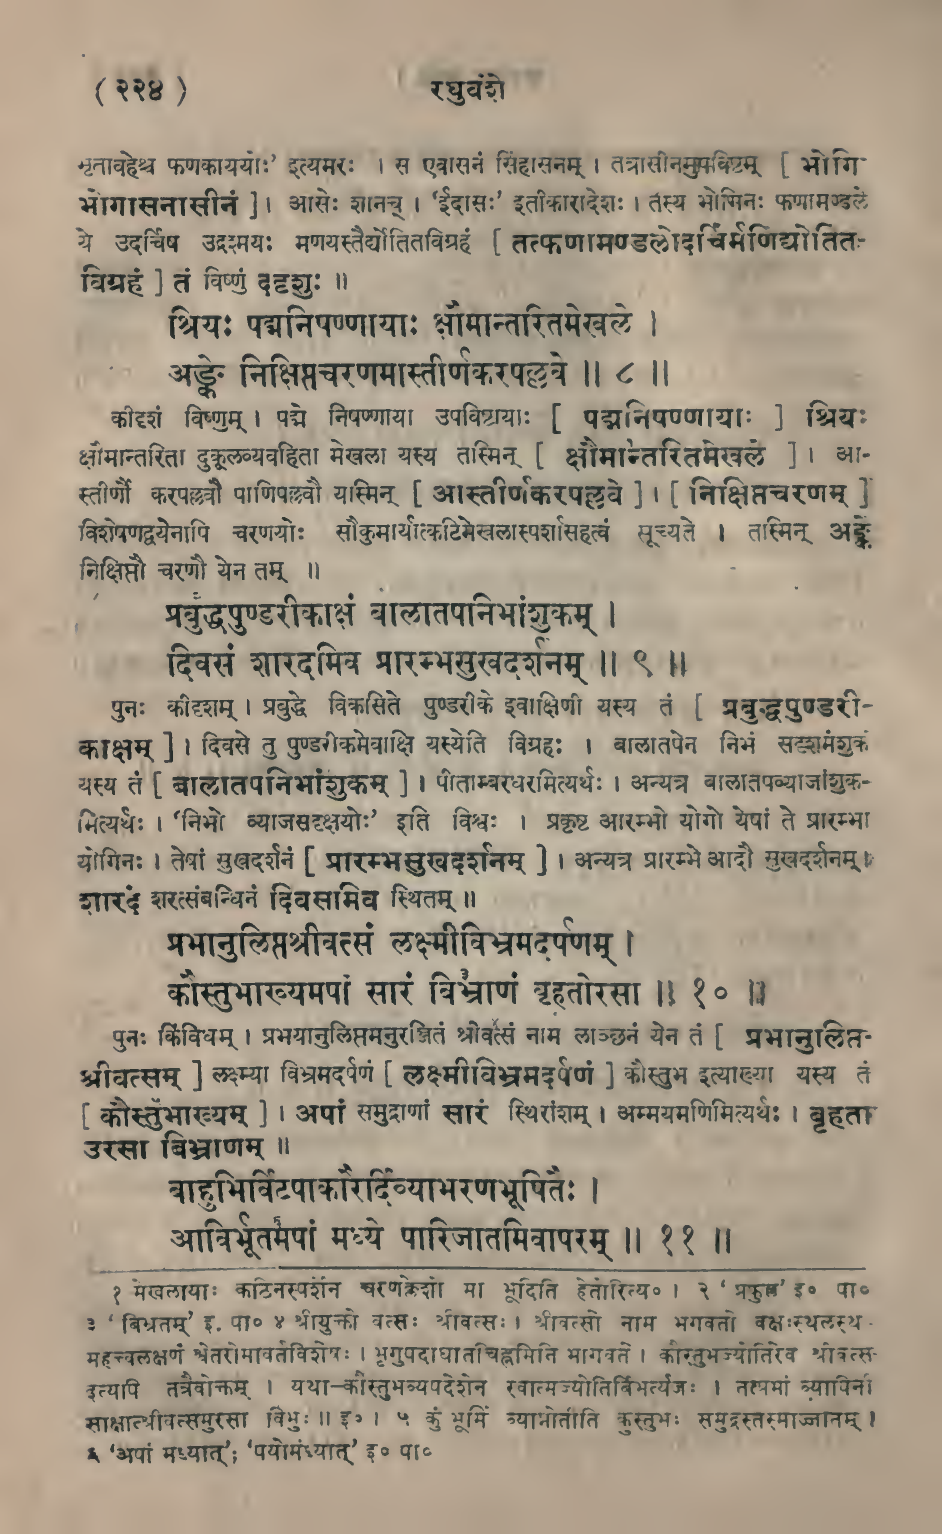 ( २२४ ) रघुवंशे
भृतावहेश्च फणकाययोः’ इत्यमरः । स एवासनं सिंहासनम् । तत्रासीनमुपविष्टम् [ भोगि-
भोगासनासीनं ]। आसेः शानच् । ‘ईदासः’ इतीकारादेशः । तस्य भोगिनः फणामण्डले
ये उदर्चिष उद्रश्मयः मणयस्तैर्द्योतितविग्रहं [ तत्फणामण्डलोदर्चिर्मणिद्योतित-
विग्रहं ] तं विष्णुं ददृशुः ॥
श्रियः पद्मनिषण्णायाः क्षौमान्तरितमेखले ।
अङ्के निक्षिप्तचरणमास्तीर्णकरपल्लवे ॥ ८ ॥
कीदृशं विष्णुम् । पद्मे निषण्णाया उपविष्टायाः [ पद्मनिषण्णायाः ] श्रियः
क्षौमान्तरिता दुकूलव्यवहिता मेखला यस्य तस्मिन् [ क्षौमान्तरितमेखले ] । आ-
स्तीर्णौ करपल्लवौ पाणिपल्लवौ यस्मिन् [ आस्तीर्णकरपल्लवे ] । [ निक्षिप्तचरणम् ]
विशेषणद्वयेनापि चरणयोः सौकुमार्यात्कटिमेखलास्पर्शासहत्वं सूच्यते । तस्मिन् अङ्के
निक्षिप्तौ चरणौ येन तम् ॥
प्रबुद्धपुण्डरीकाक्षं बालातपनिभांशुकम् ।
दिवसं शारदमिव प्रारम्भसुखदर्शनम् ॥ ९ ॥
पुनः कीदृशम् । प्रबुद्धे विकसिते पुण्डरीके इवाक्षिणी यस्य तं [ प्रबुद्धपुण्डरी-
काक्षम् ] । दिवसे तु पुण्डरीकमेवाक्षि यस्येति विग्रहः । बालातपेन निभं सदृशमंशुकं
यस्य तं [ बालातपनिभांशुकम् ] । पीताम्बरधरमित्यर्थः । अन्यत्र बालातपव्याजांशुक-
मित्यर्थः । ‘निभो व्याजसदृक्षयोः’ इति विश्वः । प्रकृष्ट आरम्भो योगो येषां ते प्रारम्भा
योगिनः । तेषां सुखदर्शनं [ प्रारम्भसुखदर्शनम् ] । अन्यत्र प्रारम्भे आदौ सुखदर्शनम् ।
शारदं शरत्संबन्धिनं दिवसमिव स्थितम् ॥
प्रभानुलिप्तश्रीवत्सं लक्ष्मीविभ्रमदर्पणम् ।
कौस्तुभाख्यमपां सारं बिभ्राणं बृहतोरसा ॥ १० ॥
पुनः किंविधम् । प्रभयानुलिप्तमनुरञ्जितं श्रीवत्सं नाम लाञ्छनं येन तं [ प्रभानुलिप्त-
श्रीवत्सम् ] लक्ष्म्या विभ्रमदर्पणं [ लक्ष्मीविभ्रमदर्पणं ] कौस्तुभ इत्याख्या यस्य तं
[ कौस्तुभाख्यम् ] । अपां समुद्राणां सारं स्थिरांशम् । अम्मयमणिमित्यर्थः । बृहता
उरसा बिभ्राणम् ॥
बाहुभिर्विटपाकारैर्दिव्याभरणभूषितैः ।
आविर्भूतमपां मध्ये पारिजातमिवापरम् ॥ ११ ॥
१ मेखलायाः कठिनस्पर्शेन चरणक्लेशो मा भूदिति हेतोरित्य० । २ ‘ प्रफुल्ल’ इ० पा०
३ ‘ बिभ्रतम्’ इ. पा० ४ श्रीयुक्तो वत्सः श्रीवत्सः । श्रीवत्सो नाम भगवतो वक्षःस्थलस्थ-
महत्त्वलक्षणं श्वेतरोमावर्तविशेषः । भृगुपदाघातचिह्नमिति भागवते । कौस्तुभज्योतिरेव श्रीवत्स
इत्यपि तत्रैवोक्तम् । यथा–कौस्तुभव्यपदेशेन स्वात्मज्योतिर्बिभर्त्यजः । तत्प्रभा व्यापिनी
साक्षात्श्रीवत्समुरसा विभुः ॥ इ० । ५ कुं भूमिं व्याप्नोतीति कुस्तुभः समुद्रस्तस्माज्जातम् ।
६ ‘अपां मध्यात्’; ‘पयोमध्यात्’ इ० पा०